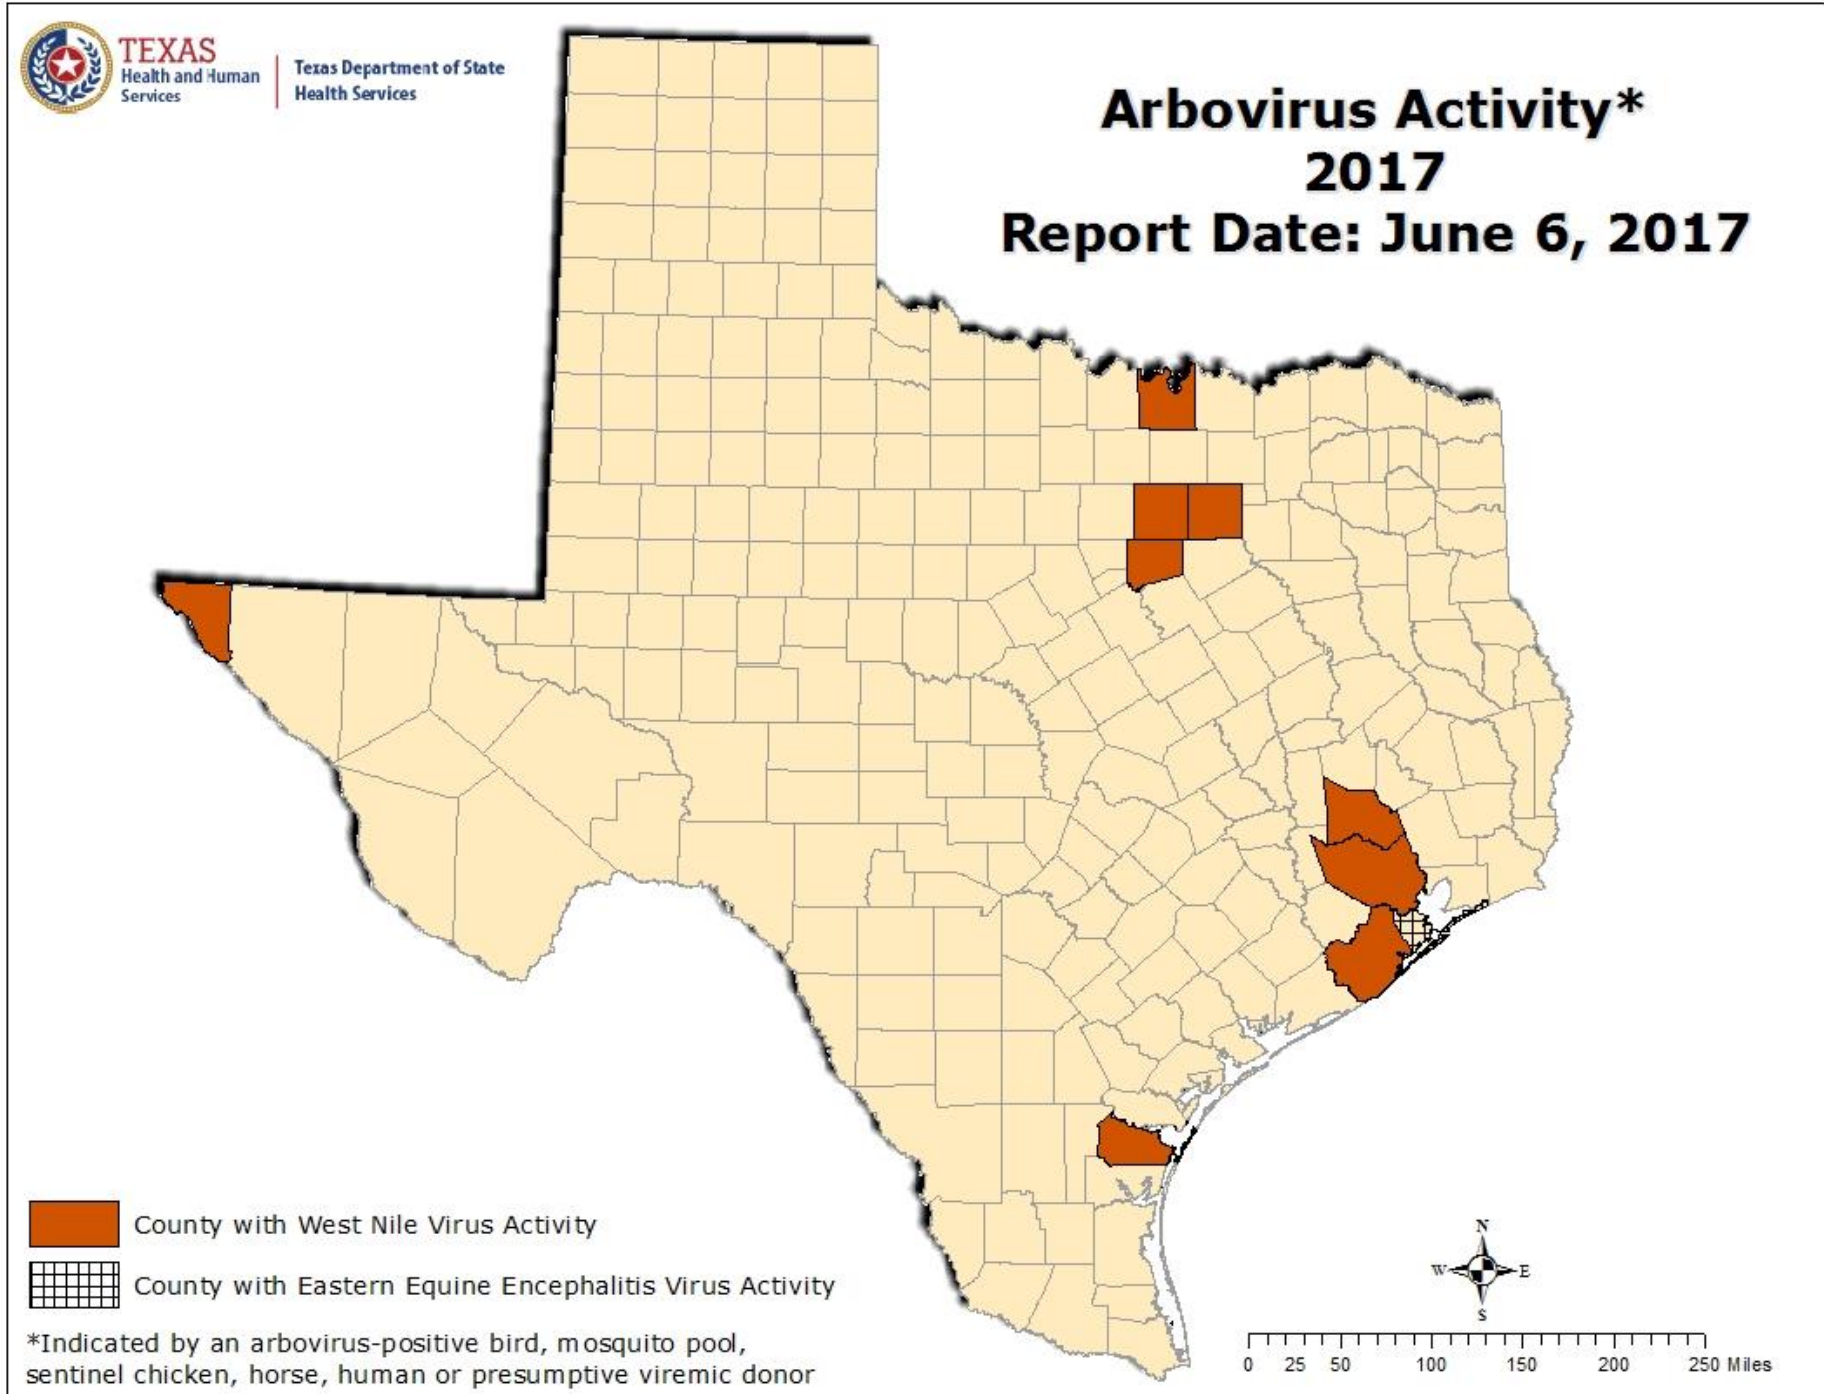 TEXAS
Health and Human
Services
Texas Department of State
Health Services
Arbovirus Activity*
2017
Report Date: June 6, 2017
County with West Nile Virus Activity
County with Eastern Equine Encephalitis Virus Activity
*Indicated by an arbovirus-positive bird, mosquito pool,
sentinel chicken, horse, human or presumptive viremic donor
N
W E
S
0 25 50 100 150 200 250 Miles